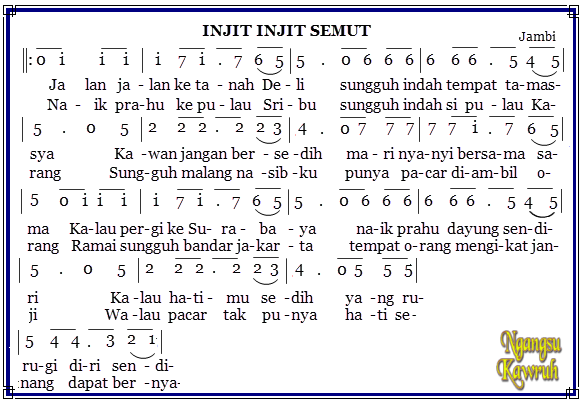 INJIT INJIT SEMUT
Jambi
‖: 0 i i i | i 7 i . 7 6 5 | 5 . 0 6 6 6 | 6 6 6 . 5 4 5 |
Ja lan ja - lan ke ta - nah De - li sungguh indah tempat ta-mas-
Na - ik pra-hu ke pu - lau Sri - bu sungguh indah si pu - lau Ka-
| 5 . 0 5 | 2 2 2 . 2 2 3 | 4 . 0 7 7 7 | 7 7 i . 7 6 5 |
sya Ka - wan jangan ber - se - dih ma - ri nya-nyi bersa-ma sa-
rang Sung-guh malang na - sib - ku punya pa-car di-am-bil o-
| 5 0 i i i | i 7 i . 7 6 5 | 5 . 0 6 6 6 | 6 6 . 5 4 5 |
ma Ka-lau per-gi ke Su- ra- ba - ya na-ik prahu dayung sen-di-
rang Ramai sungguh bandar ja-kar - ta tempat o-rang mengi-kat jan-
| 5 . 0 5 | 2 2 2 . 2 2 3 | 4 . 0 5 5 5 |
ri Ka - lau ha-ti - mu se -dih ya -ng ru-
ji Wa -lau pacar tak pu -nya ha -ti se-
| 5 4 4 . 3 2 1 |
ru-gi di-ri sen - di-
:nang dapat ber -nya-
Ngangsu
Kawruh